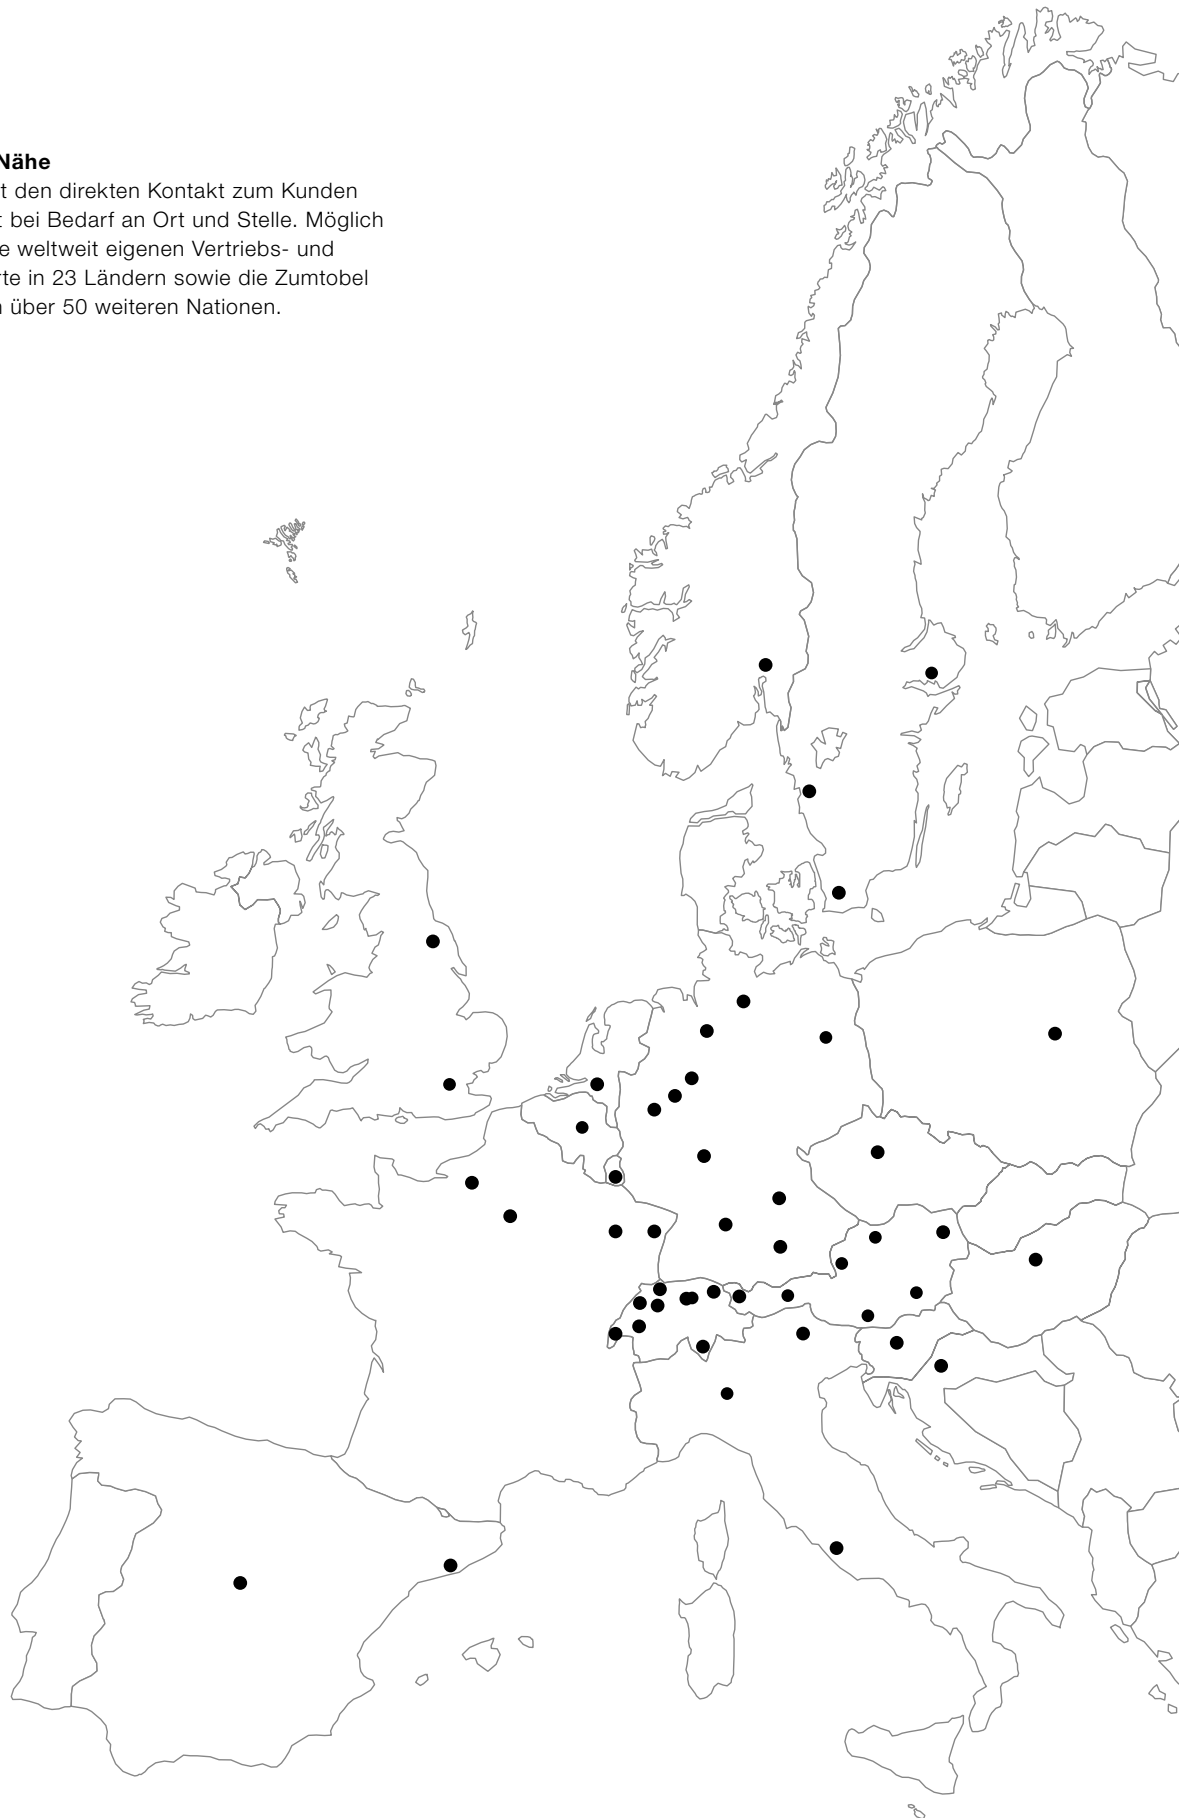 Nähe
t den direkten Kontakt zum Kunden
t bei Bedarf an Ort und Stelle. Möglich
e weltweit eigenen Vertriebs- und
rte in 23 Ländern sowie die Zumtobel
n über 50 weiteren Nationen.